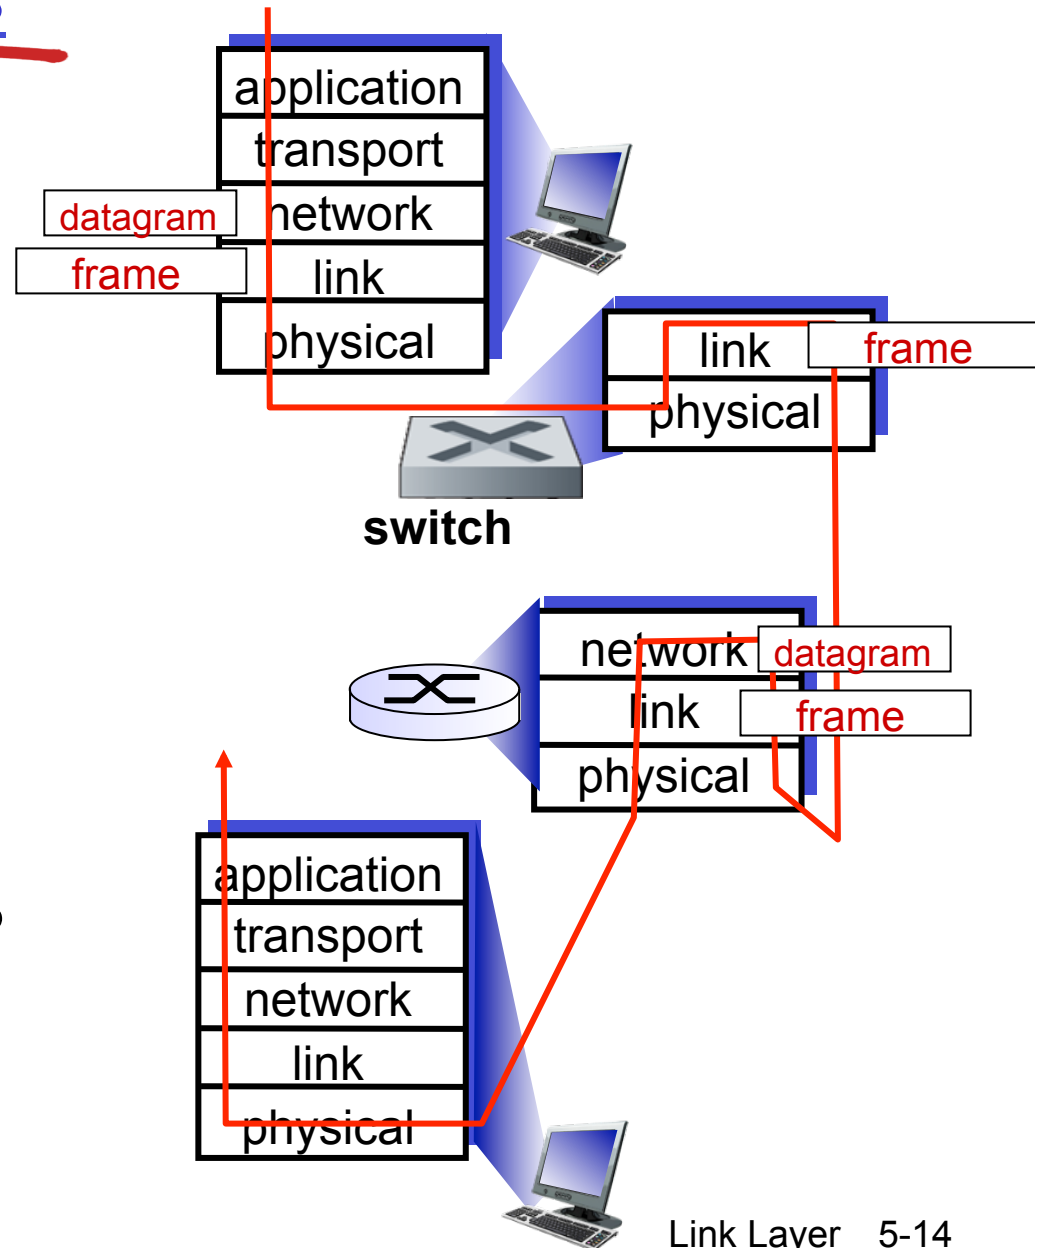 application
transport
datagram network
frame link
physical
link frame
physical
switch
network datagram
link frame
physical
application
transport
network
link
physical
Link Layer 5-14